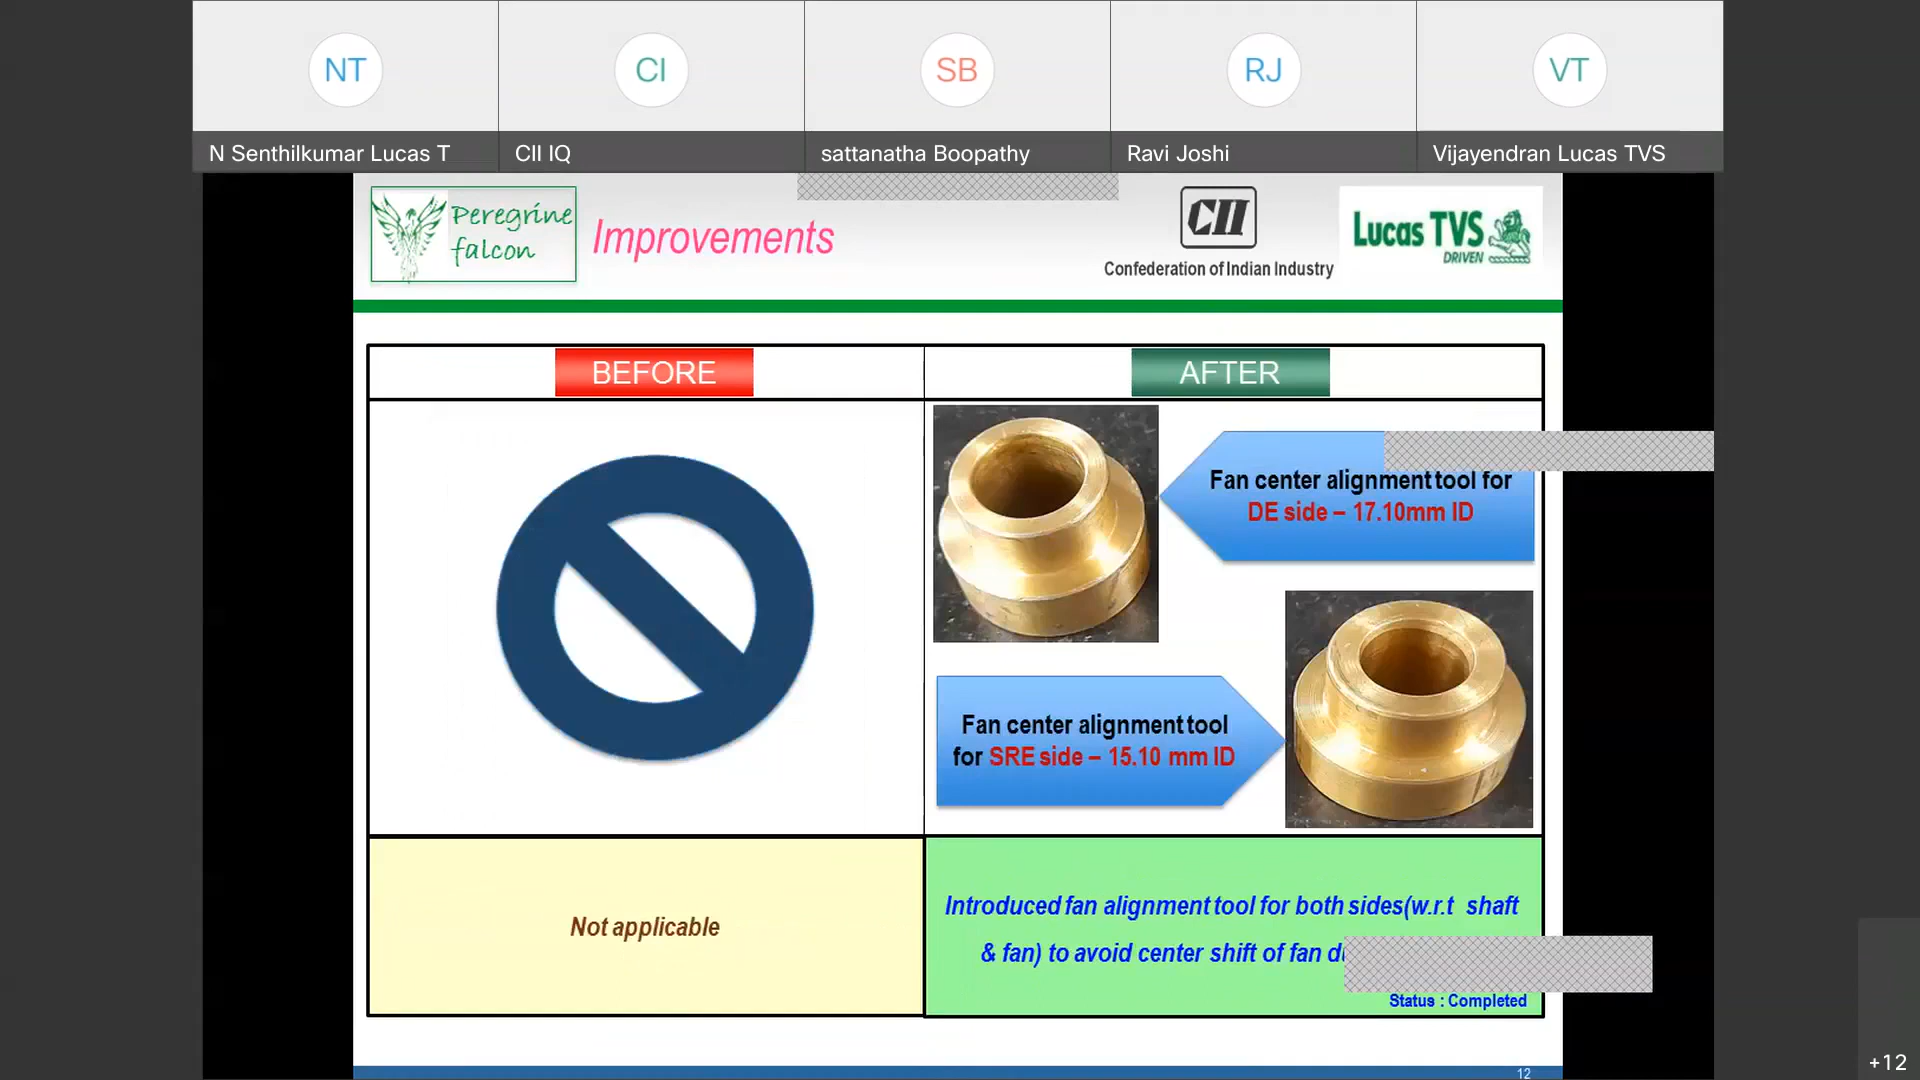 NT
CI
SB
RJ
VT
N Senthilkumar Lucas T
CII IQ
sattanatha Boopathy
Ravi Joshi
Vijayendran Lucas TVS
Peregrine
falcon
Improvements
CII
Confederation of Indian Industry
Lucas TVS
DRIVEN
BEFORE
AFTER
Fan center alignment tool for
DE side – 17.10mm ID
Fan center alignment tool
for SRE side – 15.10 mm ID
Not applicable
Introduced fan alignment tool for both sides(w.r.t shaft
& fan) to avoid center shift of fan
Status : Completed
12
+12